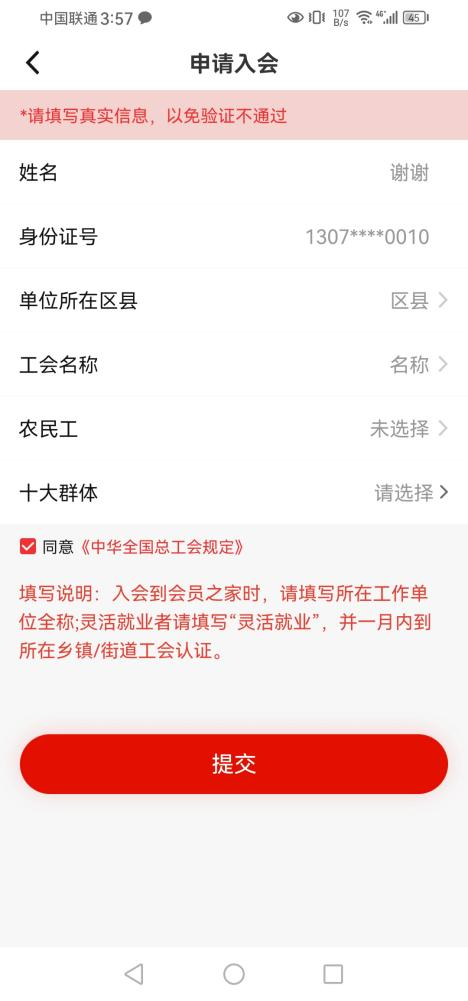 中国联通 3:57
107 B/s
4G
45
申请入会
*请填写真实信息，以免验证不通过
姓名 谢谢
身份证号 1307****0010
单位所在区县 区县
工会名称 名称
农民工 未选择
十大群体 请选择
同意《中华全国总工会规定》
填写说明：入会到会员之家时，请填写所在工作单
位全称;灵活就业者请填写“灵活就业”，并一月内到
所在乡镇/街道工会认证。
提交